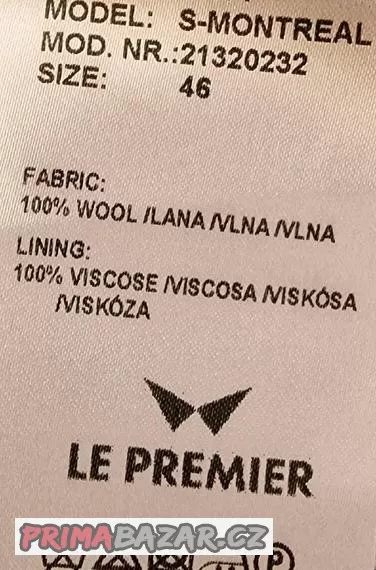 MODEL: S-MONTREAL
MOD. NR.:21320232
SIZE: 46
FABRIC:
100% WOOL /LANA /VLNA /VLNA
LINING:
100% VISCOSE /VISCOSA /VISKÓSA
/VISKÓZA
LE PREMIER
PRIMABAZAR.CZ
P